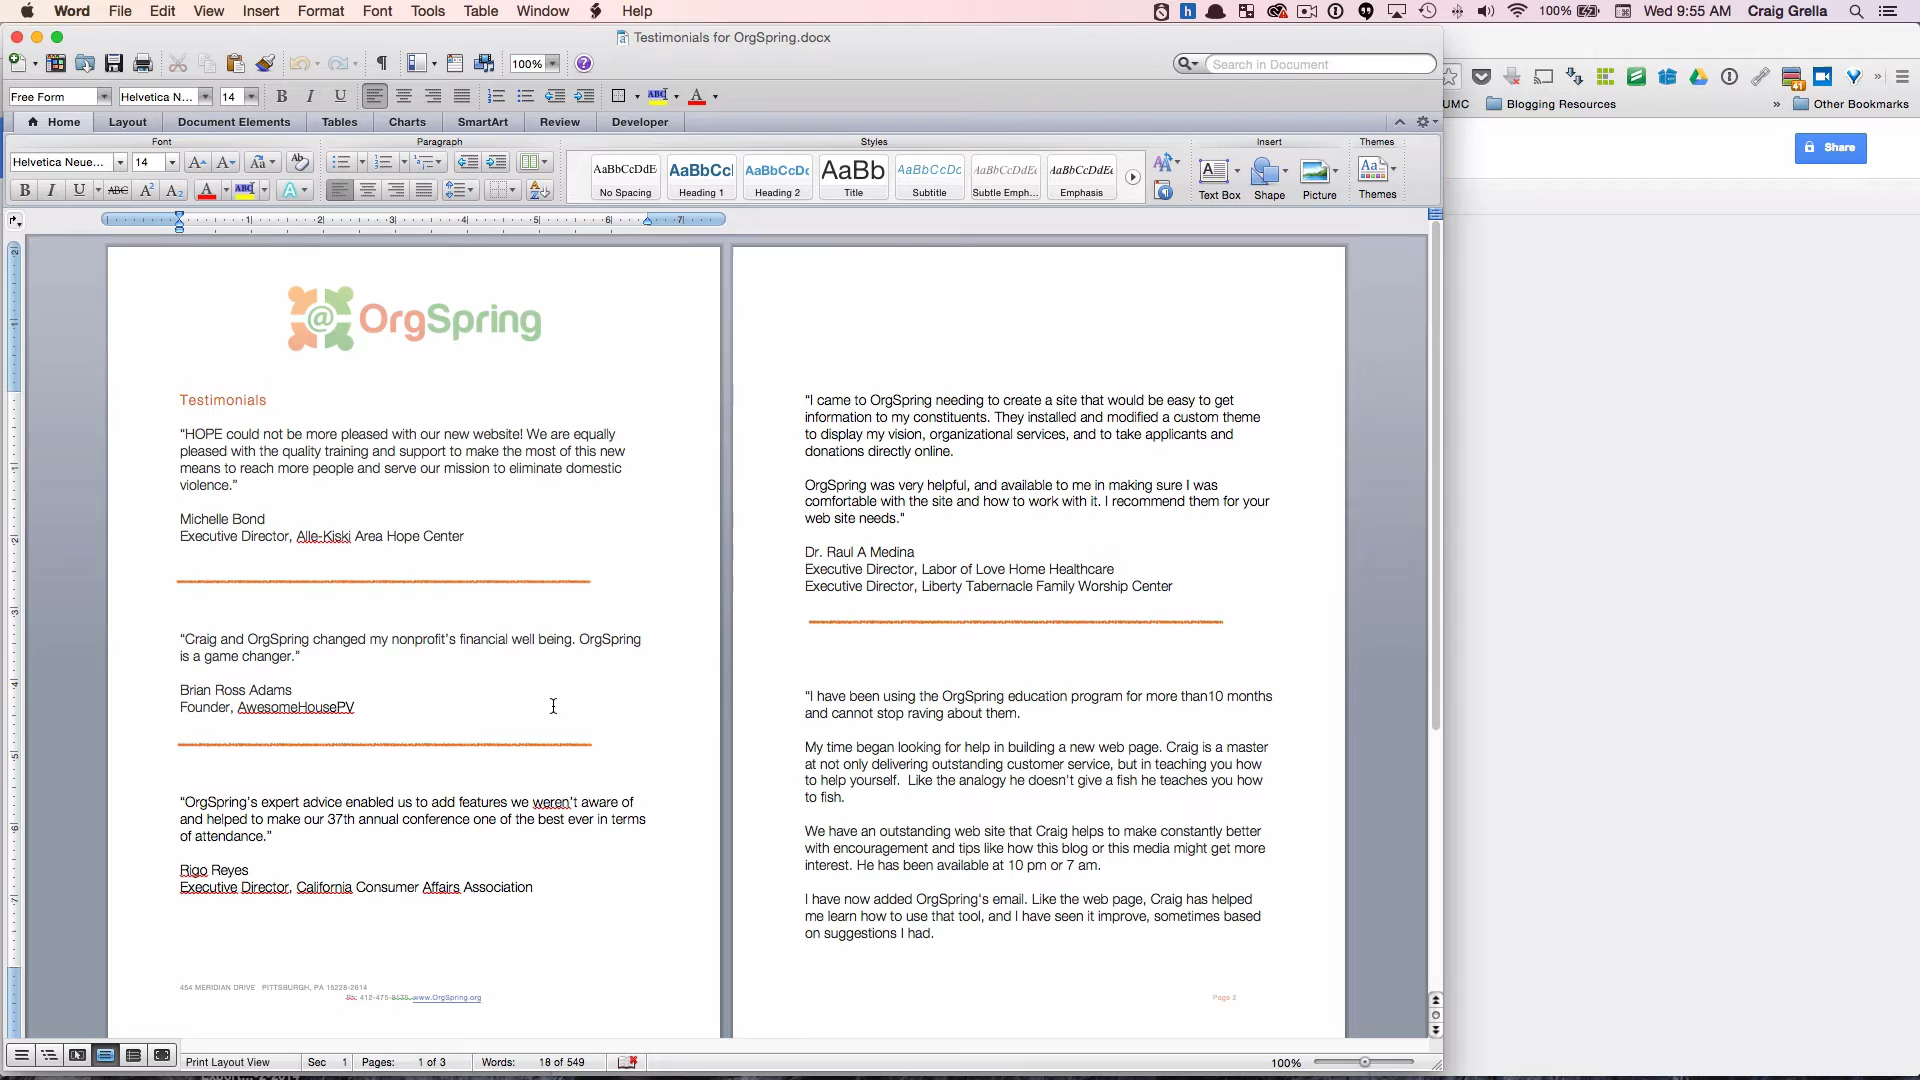 Word File Edit View Insert Format Font Tools Table Window Help
100% Wed 9:55 AM Craig Grella
Testimonials for OrgSpring.docx
100%
Search in Document
Free Form Helvetica N... 14 B I U ABC A
UMC Blogging Resources » Other Bookmarks
Home Layout Document Elements Tables Charts SmartArt Review Developer
Share
Font Paragraph Styles Insert Themes
Helvetica Neue... 14 A A Aa
B I U ABC A² A₂ A ABC A
AaBbCcDdE AaBbCcI AaBbCcDc AaBb AaBbCcDc AaBbCcDdE AaBbCcDdE
No Spacing Heading 1 Heading 2 Title Subtitle Subtle Emph... Emphasis
Text Box Shape Picture Themes
1 2 3 4 5 6 7
@ OrgSpring
Testimonials
“HOPE could not be more pleased with our new website! We are equally
pleased with the quality training and support to make the most of this new
means to reach more people and serve our mission to eliminate domestic
violence.”
Michelle Bond
Executive Director, Alle-Kiski Area Hope Center
“Craig and OrgSpring changed my nonprofit’s financial well being. OrgSpring
is a game changer.”
Brian Ross Adams
Founder, AwesomeHousePV
“OrgSpring’s expert advice enabled us to add features we weren’t aware of
and helped to make our 37th annual conference one of the best ever in terms
of attendance.”
Rigo Reyes
Executive Director, California Consumer Affairs Association
454 MERIDIAN DRIVE PITTSBURGH, PA 15228-2614
Ph: 412-475-8175 www.OrgSpring.org
“I came to OrgSpring needing to create a site that would be easy to get
information to my constituents. They installed and modified a custom theme
to display my vision, organizational services, and to take applicants and
donations directly online.
OrgSpring was very helpful, and available to me in making sure I was
comfortable with the site and how to work with it. I recommend them for your
web site needs.”
Dr. Raul A Medina
Executive Director, Labor of Love Home Healthcare
Executive Director, Liberty Tabernacle Family Worship Center
“I have been using the OrgSpring education program for more than10 months
and cannot stop raving about them.
My time began looking for help in building a new web page. Craig is a master
at not only delivering outstanding customer service, but in teaching you how
to help yourself.  Like the analogy he doesn't give a fish he teaches you how
to fish.
We have an outstanding web site that Craig helps to make constantly better
with encouragement and tips like how this blog or this media might get more
interest. He has been available at 10 pm or 7 am.
I have now added OrgSpring's email. Like the web page, Craig has helped
me learn how to use that tool, and I have seen it improve, sometimes based
on suggestions I had.
Page 2
Print Layout View Sec 1 Pages: 1 of 3 Words: 18 of 549 100%